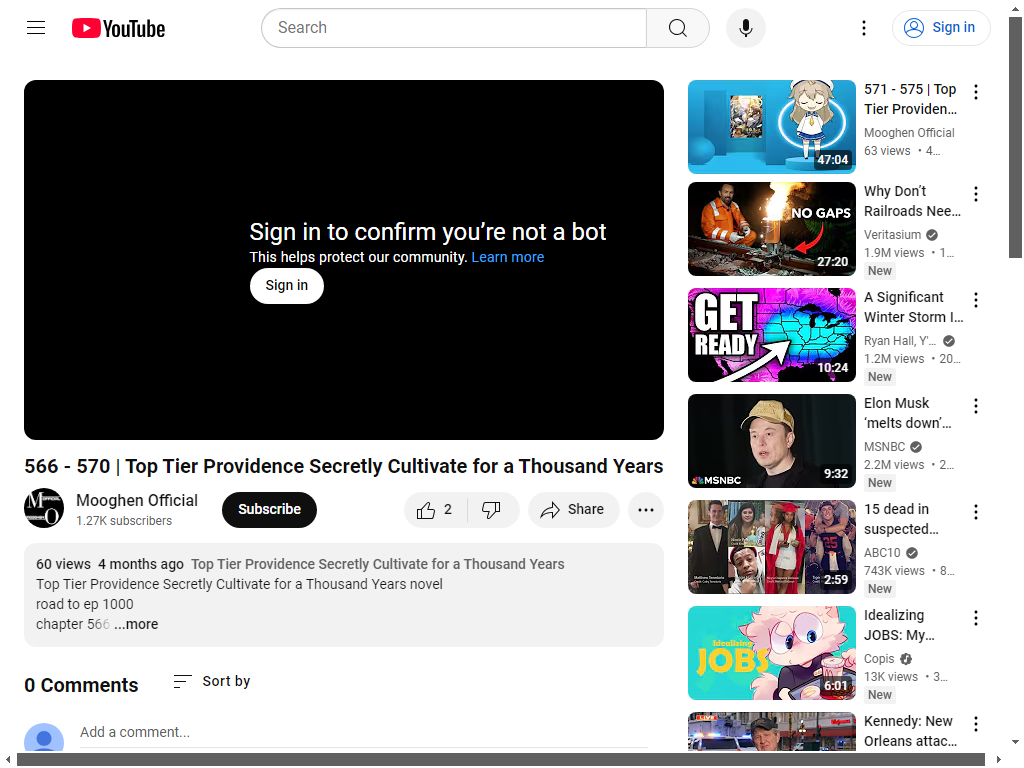 YouTube
Search
Sign in
Sign in to confirm you're not a bot
This helps protect our community. Learn more
Sign in
566 - 570 | Top Tier Providence Secretly Cultivate for a Thousand Years
Mooghen Official
1.27K subscribers
Subscribe
2
Share
60 views 4 months ago Top Tier Providence Secretly Cultivate for a Thousand Years
Top Tier Providence Secretly Cultivate for a Thousand Years novel
road to ep 1000
chapter 566 ...more
0 Comments
Sort by
Add a comment...
47:04
571 - 575 | Top
Tier Providen...
Mooghen Official
63 views • 4...
NO GAPS
27:20
Why Don't
Railroads Nee...
Veritasium
1.9M views • 1...
New
GET
READY
10:24
A Significant
Winter Storm I...
Ryan Hall, Y'...
1.2M views • 20...
New
MSNBC
9:32
Elon Musk
'melts down'...
MSNBC
2.2M views • 2...
New
2:59
15 dead in
suspected...
ABC10
743K views • 8...
New
Idealizing
JOBS
6:01
Idealizing
JOBS: My...
Copis
13K views • 3...
New
LIVE
Kennedy: New
Orleans attac...